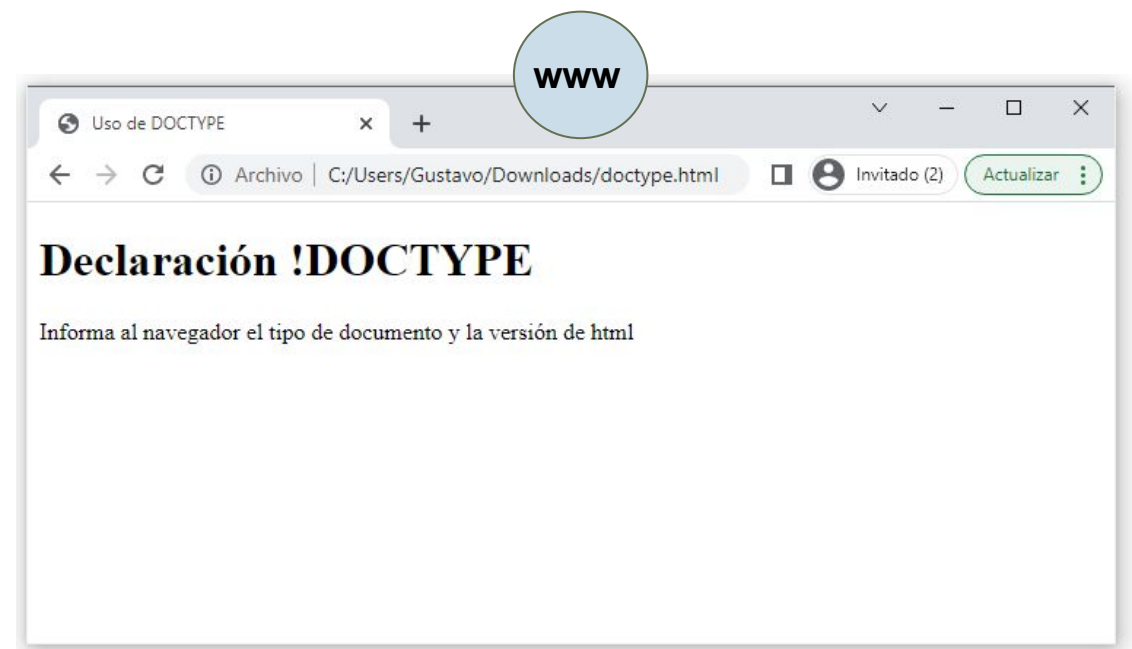 www
Uso de DOCTYPE
Archivo | C:/Users/Gustavo/Downloads/doctype.html Invitado (2) Actualizar
Declaración !DOCTYPE
Informa al navegador el tipo de documento y la versión de html